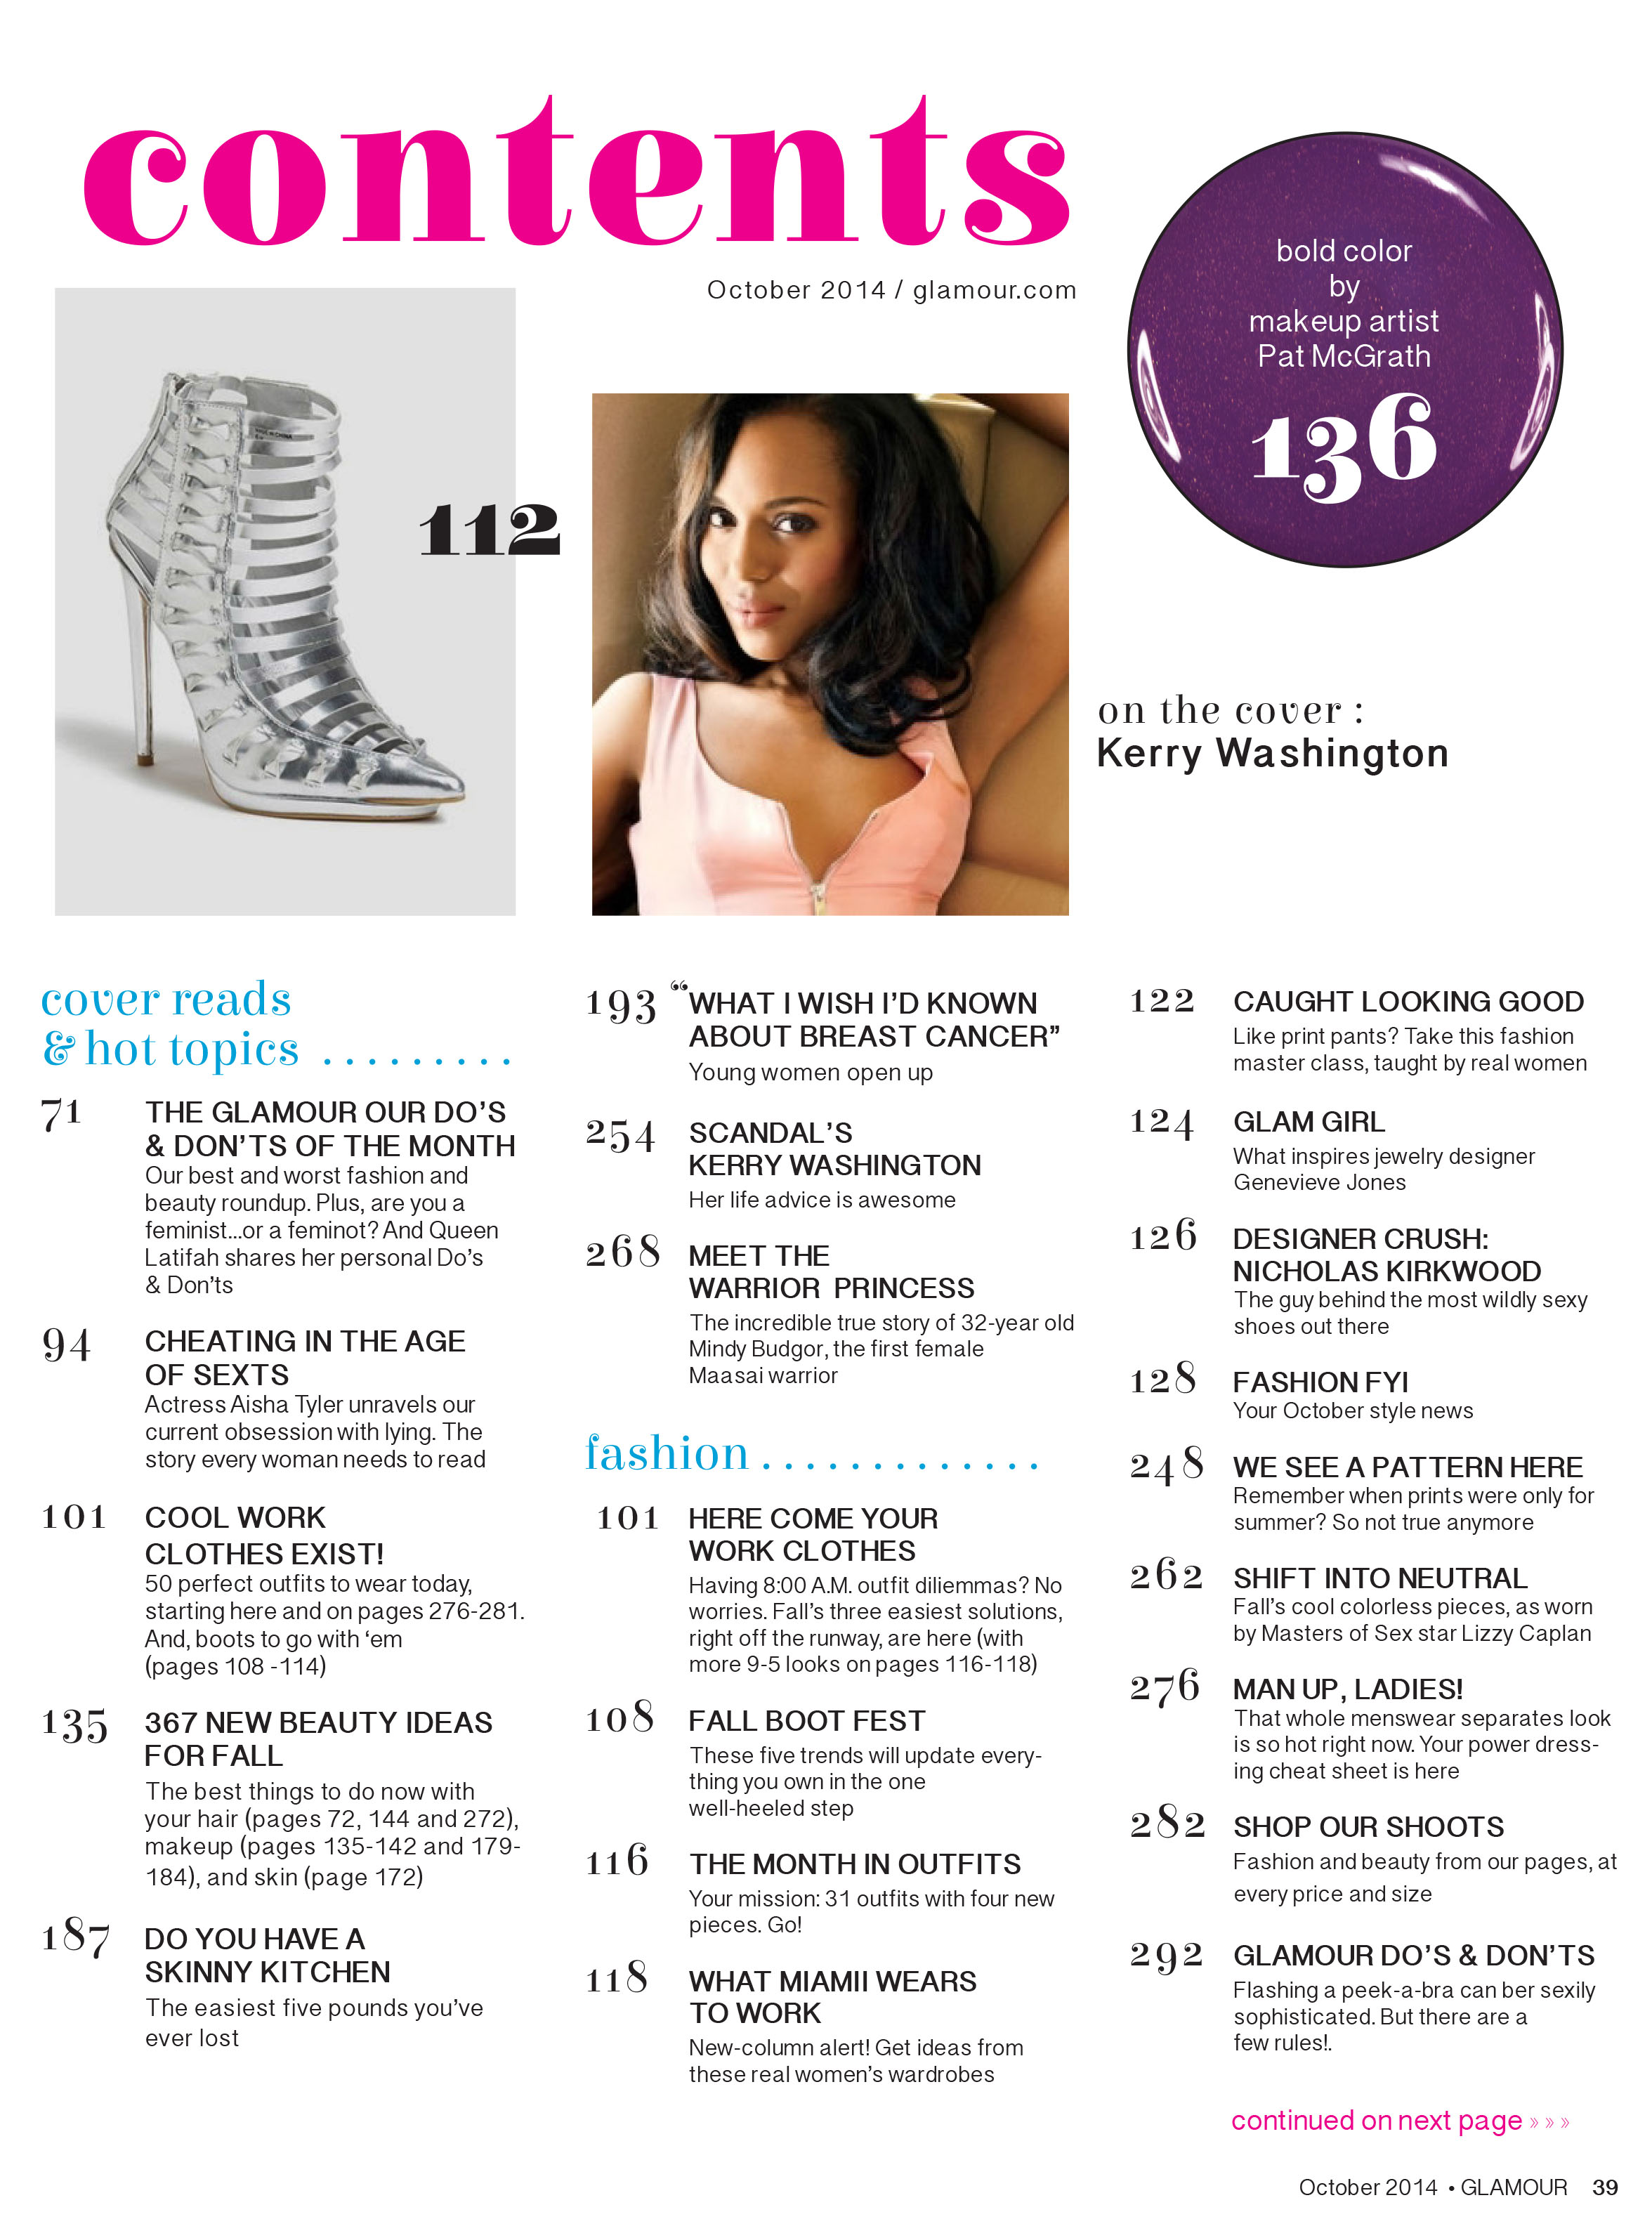 contents
October 2014 / glamour.com
bold color
by
makeup artist
Pat McGrath
136
112
on the cover :
Kerry Washington
cover reads
& hot topics . . . . . . . . .
71 THE GLAMOUR OUR DO’S
& DON’TS OF THE MONTH
Our best and worst fashion and
beauty roundup. Plus, are you a
feminist...or a feminot? And Queen
Latifah shares her personal Do’s
& Don’ts
94 CHEATING IN THE AGE
OF SEXTS
Actress Aisha Tyler unravels our
current obsession with lying. The
story every woman needs to read
101 COOL WORK
CLOTHES EXIST!
50 perfect outfits to wear today,
starting here and on pages 276-281.
And, boots to go with ‘em
(pages 108 -114)
135 367 NEW BEAUTY IDEAS
FOR FALL
The best things to do now with
your hair (pages 72, 144 and 272),
makeup (pages 135-142 and 179-
184), and skin (page 172)
187 DO YOU HAVE A
SKINNY KITCHEN
The easiest five pounds you’ve
ever lost
193 “WHAT I WISH I’D KNOWN
ABOUT BREAST CANCER”
Young women open up
254 SCANDAL’S
KERRY WASHINGTON
Her life advice is awesome
268 MEET THE
WARRIOR PRINCESS
The incredible true story of 32-year old
Mindy Budgor, the first female
Maasai warrior
fashion . . . . . . . . . . . . .
101 HERE COME YOUR
WORK CLOTHES
Having 8:00 A.M. outfit diliemmas? No
worries. Fall’s three easiest solutions,
right off the runway, are here (with
more 9-5 looks on pages 116-118)
108 FALL BOOT FEST
These five trends will update every-
thing you own in the one
well-heeled step
116 THE MONTH IN OUTFITS
Your mission: 31 outfits with four new
pieces. Go!
118 WHAT MIAMII WEARS
TO WORK
New-column alert! Get ideas from
these real women’s wardrobes
122 CAUGHT LOOKING GOOD
Like print pants? Take this fashion
master class, taught by real women
124 GLAM GIRL
What inspires jewelry designer
Genevieve Jones
126 DESIGNER CRUSH:
NICHOLAS KIRKWOOD
The guy behind the most wildly sexy
shoes out there
128 FASHION FYI
Your October style news
248 WE SEE A PATTERN HERE
Remember when prints were only for
summer? So not true anymore
262 SHIFT INTO NEUTRAL
Fall’s cool colorless pieces, as worn
by Masters of Sex star Lizzy Caplan
276 MAN UP, LADIES!
That whole menswear separates look
is so hot right now. Your power dress-
ing cheat sheet is here
282 SHOP OUR SHOOTS
Fashion and beauty from our pages, at
every price and size
292 GLAMOUR DO’S & DON’TS
Flashing a peek-a-bra can ber sexily
sophisticated. But there are a
few rules!.
continued on next page » » »
October 2014 • GLAMOUR 39